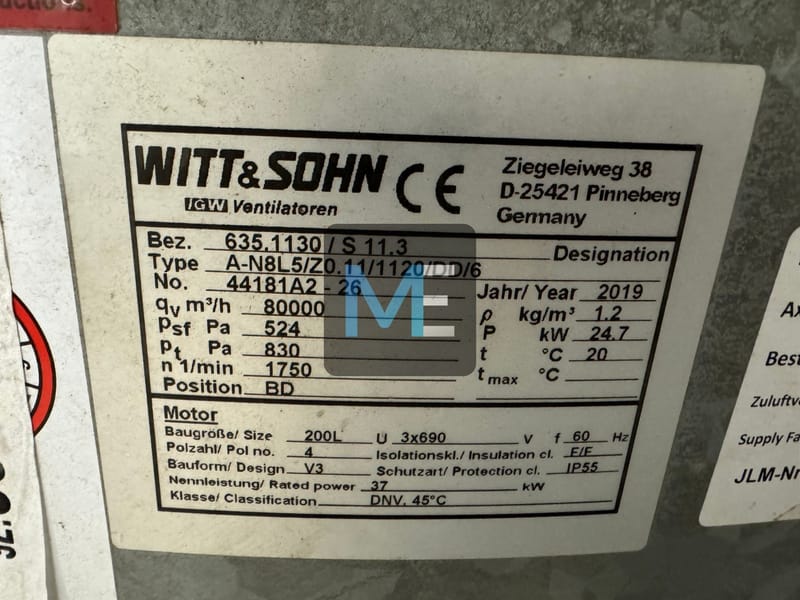 WITT&SOHN CE
IGW Ventilatoren
Ziegeleiweg 38
D-25421 Pinneberg
Germany
Bez. 635.1130 / S 11.3 Designation
Type A-N8L5/Z0.11/1120/DD/6
No. 44181A2 - 26 Jahr/ Year 2019
qv m³/h 80000 ρ kg/m³ 1.2
psf Pa 524 P kW 24.7
pt Pa 830 t °C 20
n 1/min 1750 tmax °C
Position BD
Motor
Baugröße/ Size 200L U 3x690 V f 60 Hz
Polzahl/ Pol no. 4 Isolationskl./ Insulation cl. F/F
Bauform/ Design V3 Schutzart/ Protection cl. IP55
Nennleistung/ Rated power 37 kW
Klasse/ Classification DNV, 45°C
ME
Zuluftv
Supply Fa
JLM-Nr